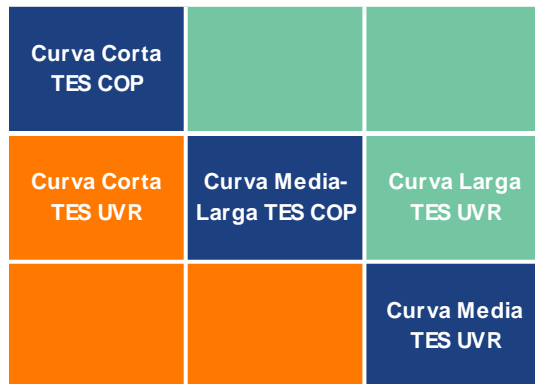 Curva Corta
TES COP
Curva Corta
TES UVR
Curva Media-
Larga TES COP
Curva Larga
TES UVR
Curva Media
TES UVR